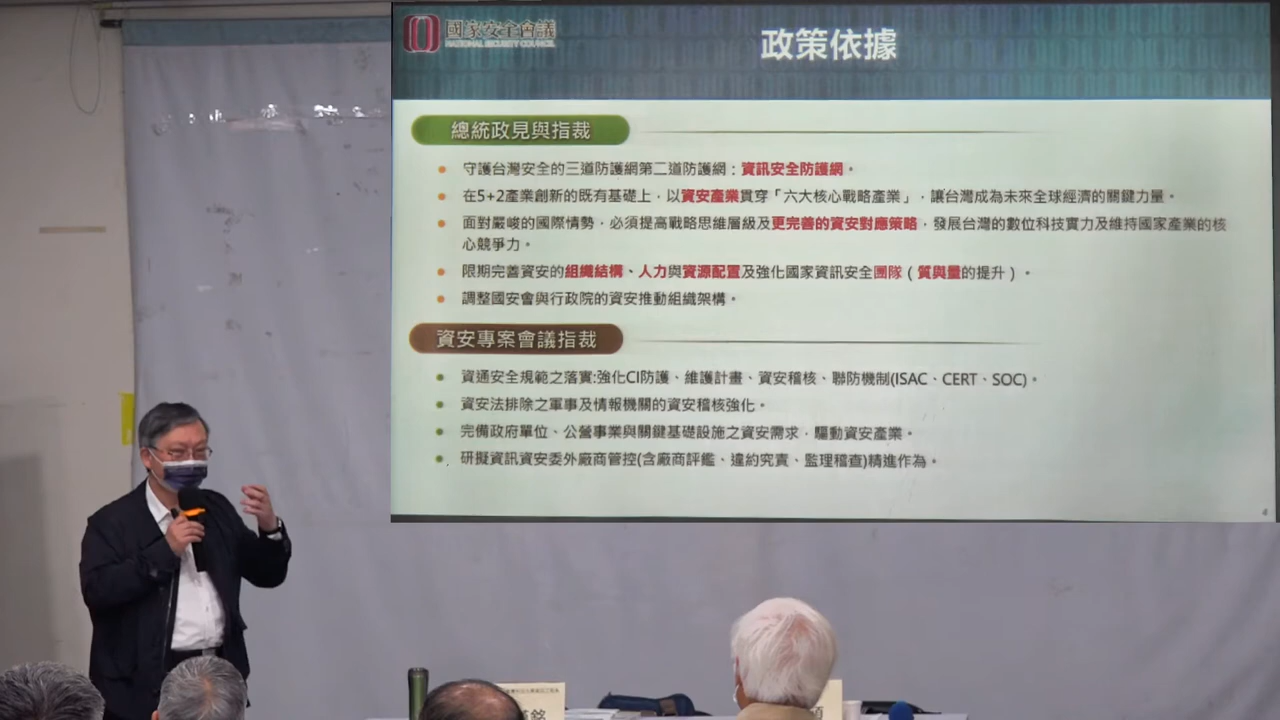 國家安全會議
NATIONAL SECURITY COUNCIL
政策依據
總統政見與指裁
守護台灣安全的三道防護網第二道防護網：資訊安全防護網。
在5+2產業創新的既有基礎上，以資安產業貫穿「六大核心戰略產業」，讓台灣成為未來全球經濟的關鍵力量。
面對嚴峻的國際情勢，必須提高戰略思維層級及更完善的資安對應策略，發展台灣的數位科技實力及維持國家產業的核
心競爭力。
限期完善資安的組織結構、人力與資源配置及強化國家資訊安全團隊（質與量的提升）。
調整國安會與行政院的資安推動組織架構。
資安專案會議指裁
資通安全規範之落實:強化CI防護、維護計畫、資安稽核、聯防機制(ISAC、CERT、SOC)。
資安法排除之軍事及情報機關的資安稽核強化。
完備政府單位、公營事業與關鍵基礎設施之資安需求，驅動資安產業。
研擬資訊資安委外廠商管控(含廠商評鑑、違約究責、監理稽查)精進作為。
4
銘